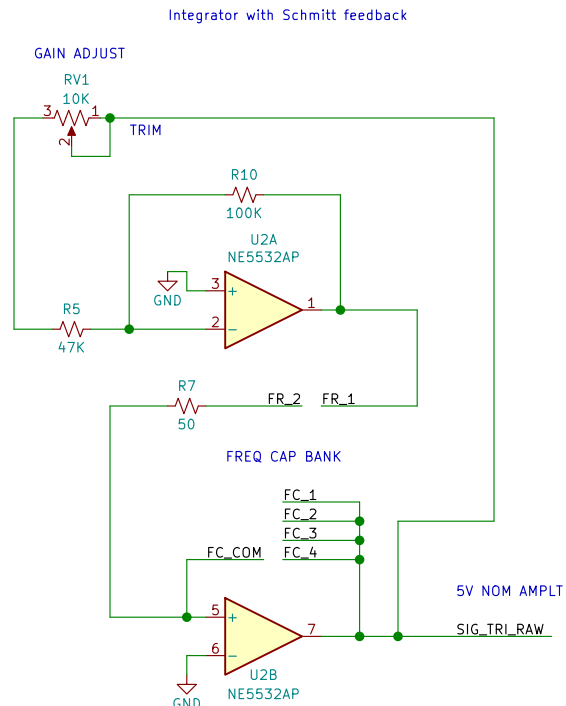 Integrator with Schmitt feedback
GAIN ADJUST
RV1
10K
3
1
2
TRIM
R10
100K
U2A
NE5532AP
3
+
GND
1
R5
47K
2
−
R7
50
FR_2
FR_1
FREQ CAP BANK
FC_1
FC_2
FC_3
FC_COM
FC_4
5V NOM AMPLT
5
+
7
SIG_TRI_RAW
6
−
U2B
NE5532AP
GND